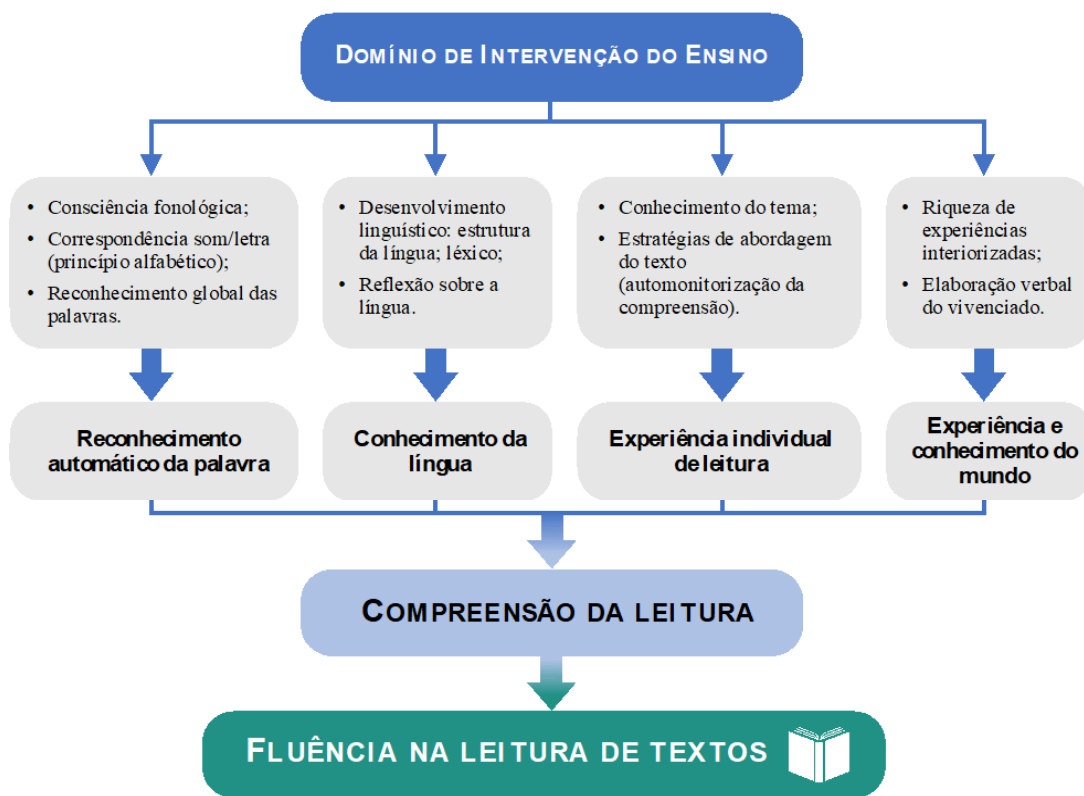 DOMÍNIO DE INTERVENÇÃO DO ENSINO
• Consciência fonológica;
• Correspondência som/letra
(princípio alfabético);
• Reconhecimento global das
palavras.
• Desenvolvimento
linguístico: estrutura
da língua; léxico;
• Reflexão sobre a
língua.
• Conhecimento do tema;
• Estratégias de abordagem
do texto
(automonitorização da
compreensão).
• Riqueza de
experiências
interiorizadas;
• Elaboração verbal
do vivenciado.
Reconhecimento
automático da palavra
Conhecimento da
língua
Experiência individual
de leitura
Experiência e
conhecimento do
mundo
COMPREENSÃO DA LEITURA
FLUÊNCIA NA LEITURA DE TEXTOS